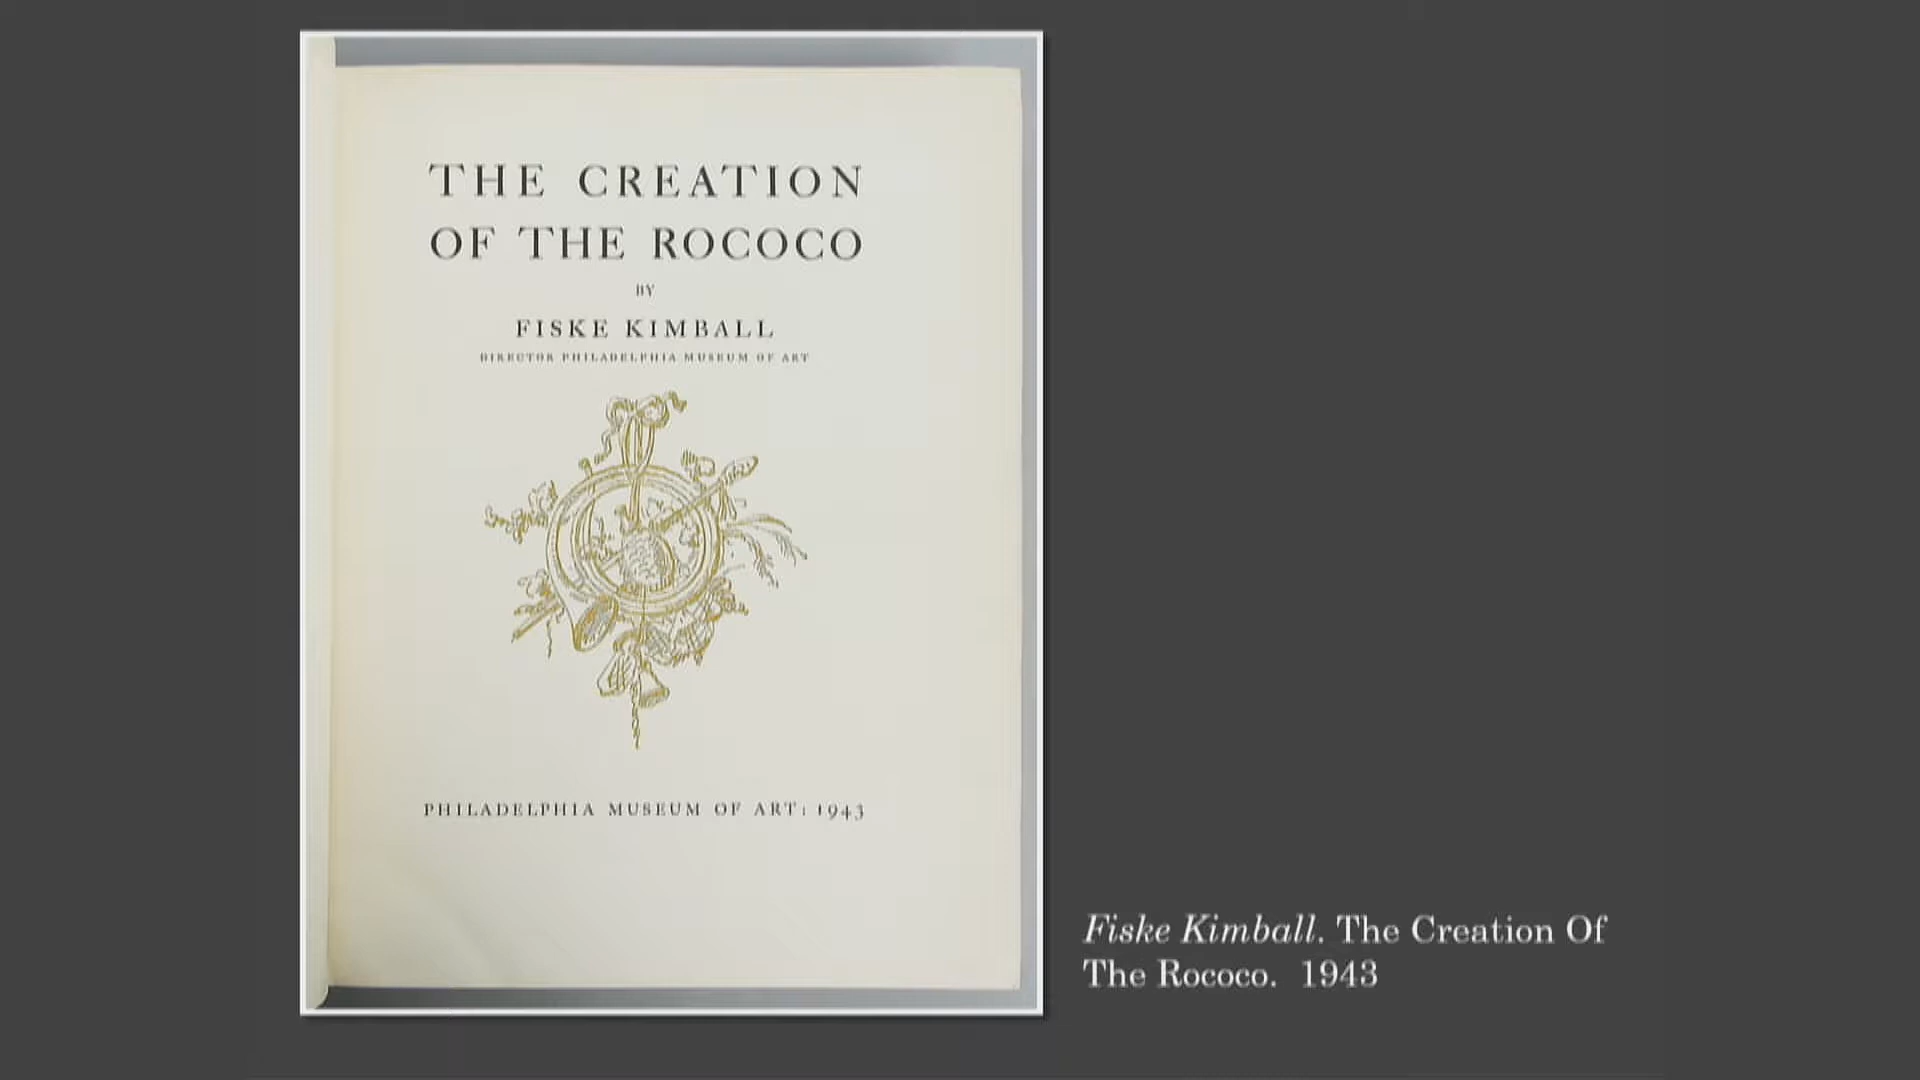 THE CREATION
OF THE ROCOCO
BY
FISKE KIMBALL
DIRECTOR PHILADELPHIA MUSEUM OF ART
PHILADELPHIA MUSEUM OF ART: 1943
Fiske Kimball. The Creation Of
The Rococo. 1943